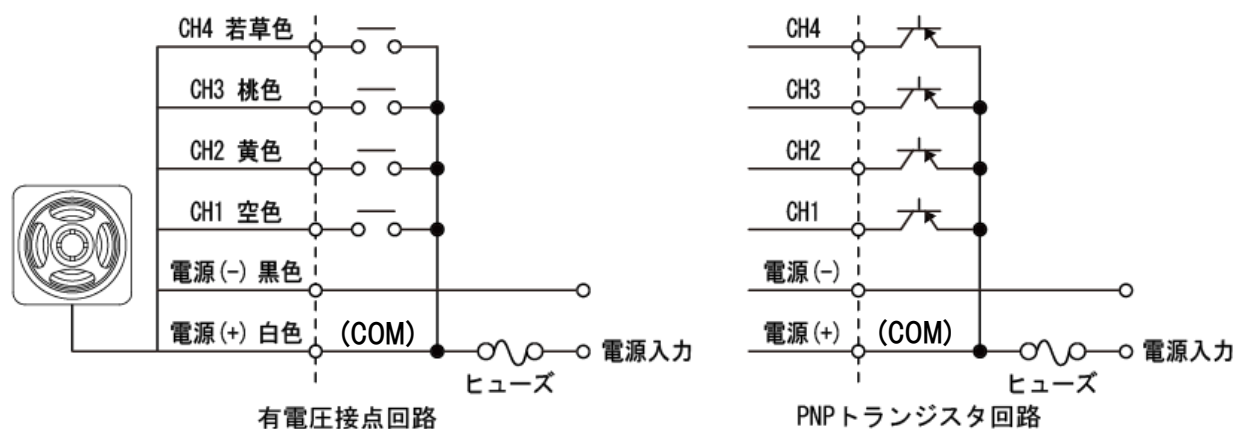 CH4 若草色
CH3 桃色
CH2 黄色
CH1 空色
電源(-) 黒色
電源(+) 白色 (COM)
電源入力
ヒューズ
有電圧接点回路
CH4
CH3
CH2
CH1
電源(-)
電源(+) (COM)
電源入力
ヒューズ
PNPトランジスタ回路